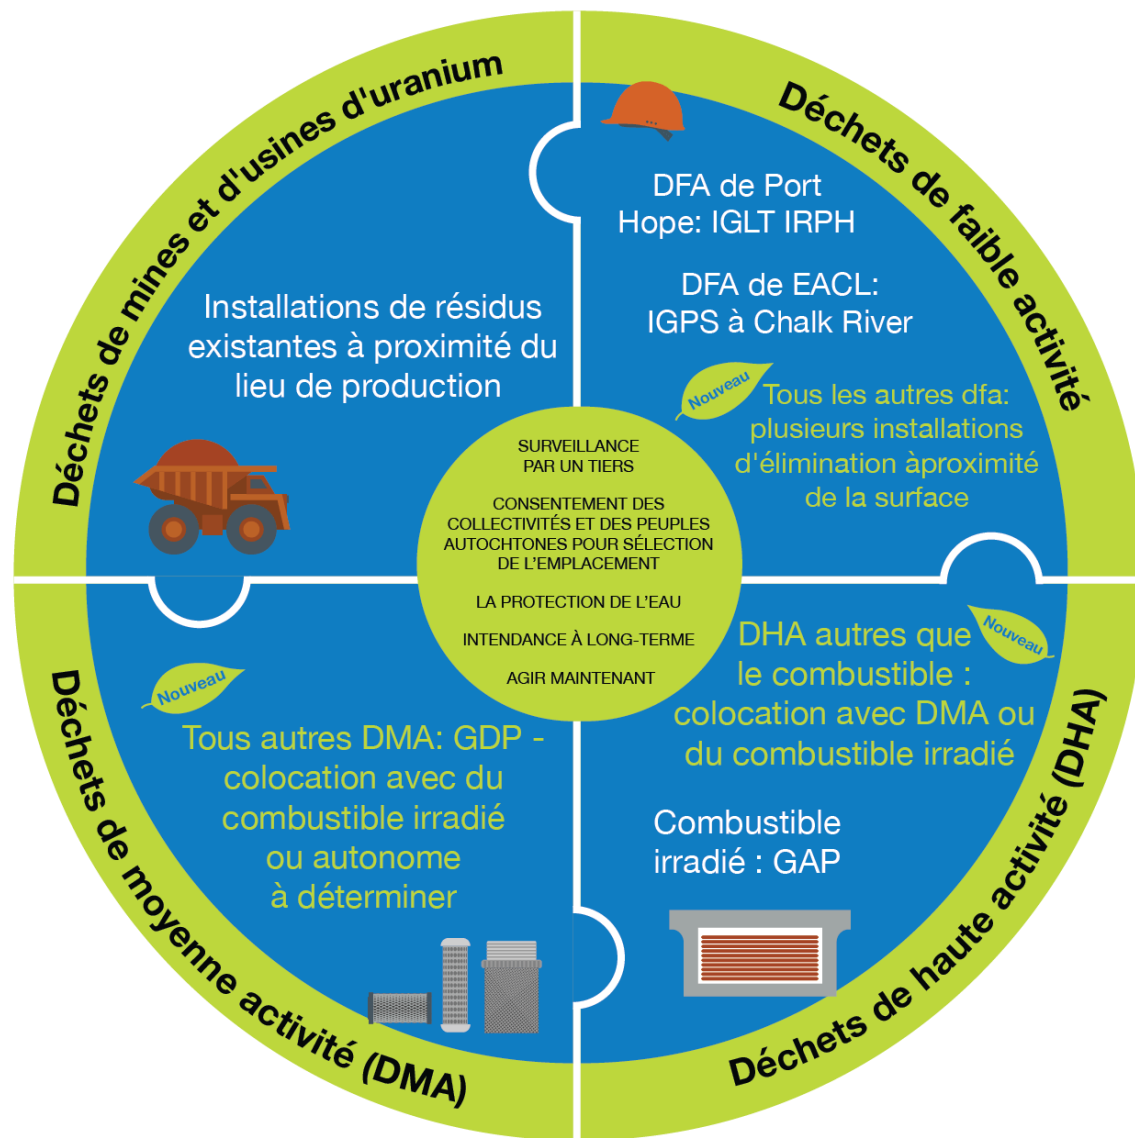 Déchets de mines et d'usines d'uranium
Installations de résidus
existantes à proximité du
lieu de production
Déchets de faible activité
DFA de Port
Hope: IGLT IRPH
DFA de EACL:
IGPS à Chalk River
Nouveau
Tous les autres dfa:
plusieurs installations
d'élimination àproximité
de la surface
SURVEILLANCE
PAR UN TIERS
CONSENTEMENT DES
COLLECTIVITÉS ET DES PEUPLES
AUTOCHTONES POUR SÉLECTION
DE L'EMPLACEMENT
LA PROTECTION DE L'EAU
INTENDANCE À LONG-TERME
AGIR MAINTENANT
Déchets de moyenne activité (DMA)
Nouveau
Tous autres DMA: GDP -
colocation avec du
combustible irradié
ou autonome
à déterminer
Déchets de haute activité (DHA)
Nouveau
DHA autres que
le combustible :
colocation avec DMA ou
du combustible irradié
Combustible
irradié : GAP